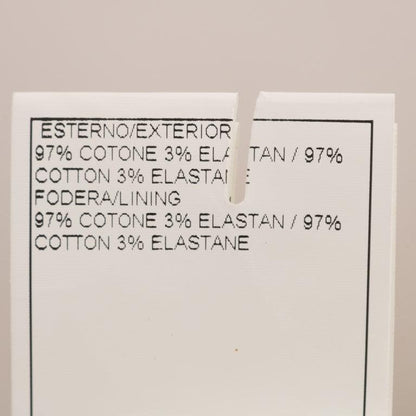 ESTERNO/EXTERIOR
97% COTONE 3% ELASTAN / 97%
COTTON 3% ELASTANE
FODERA/LINING
97% COTONE 3% ELASTAN / 97%
COTTON 3% ELASTANE